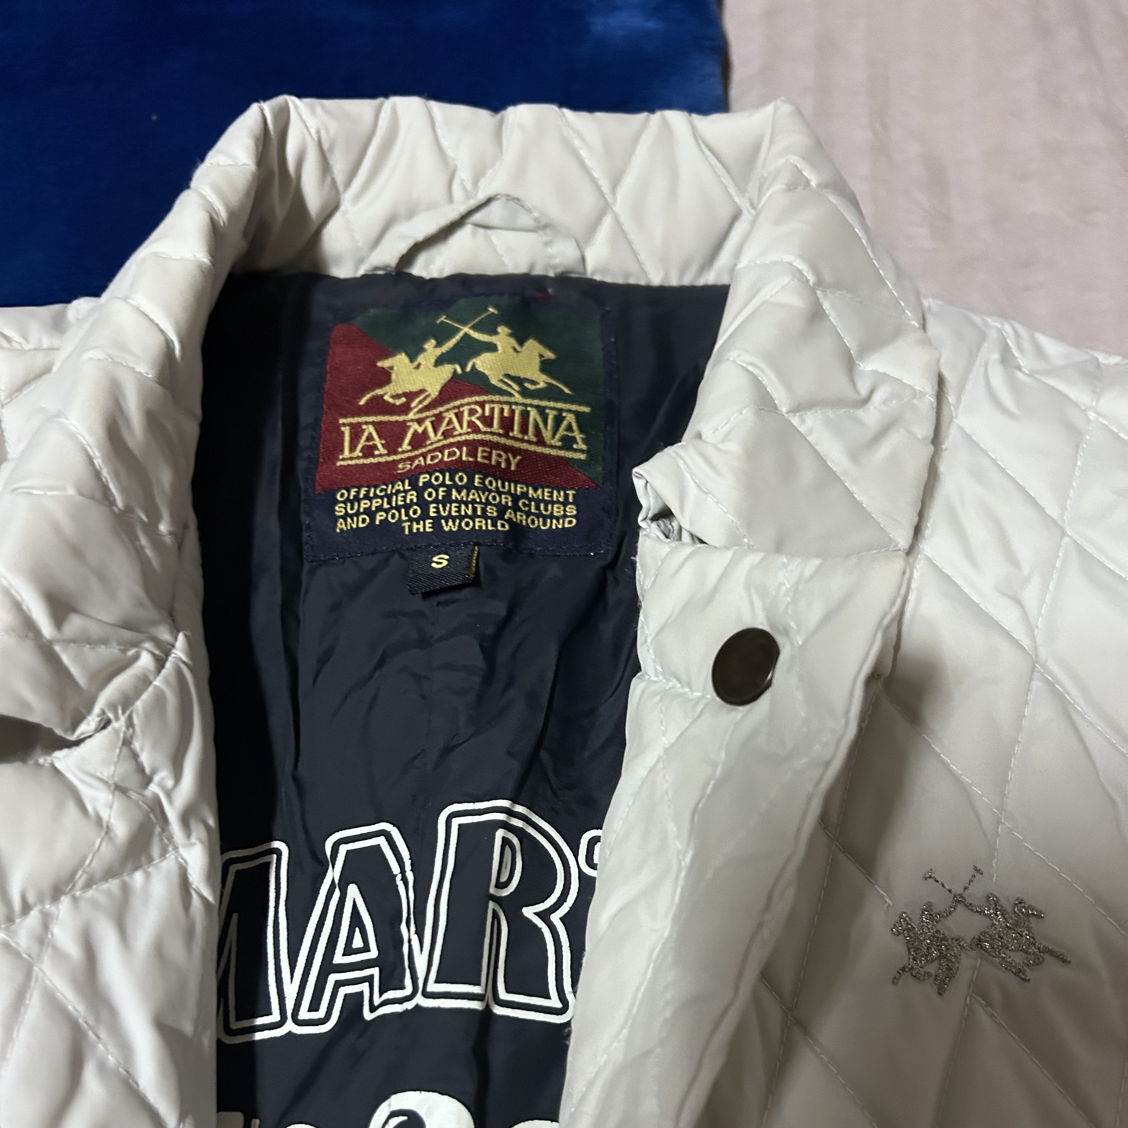 LA MARTINA
SADDLERY
OFFICIAL POLO EQUIPMENT
SUPPLIER OF MAYOR CLUBS
AND POLO EVENTS AROUND
THE WORLD
S
MAR